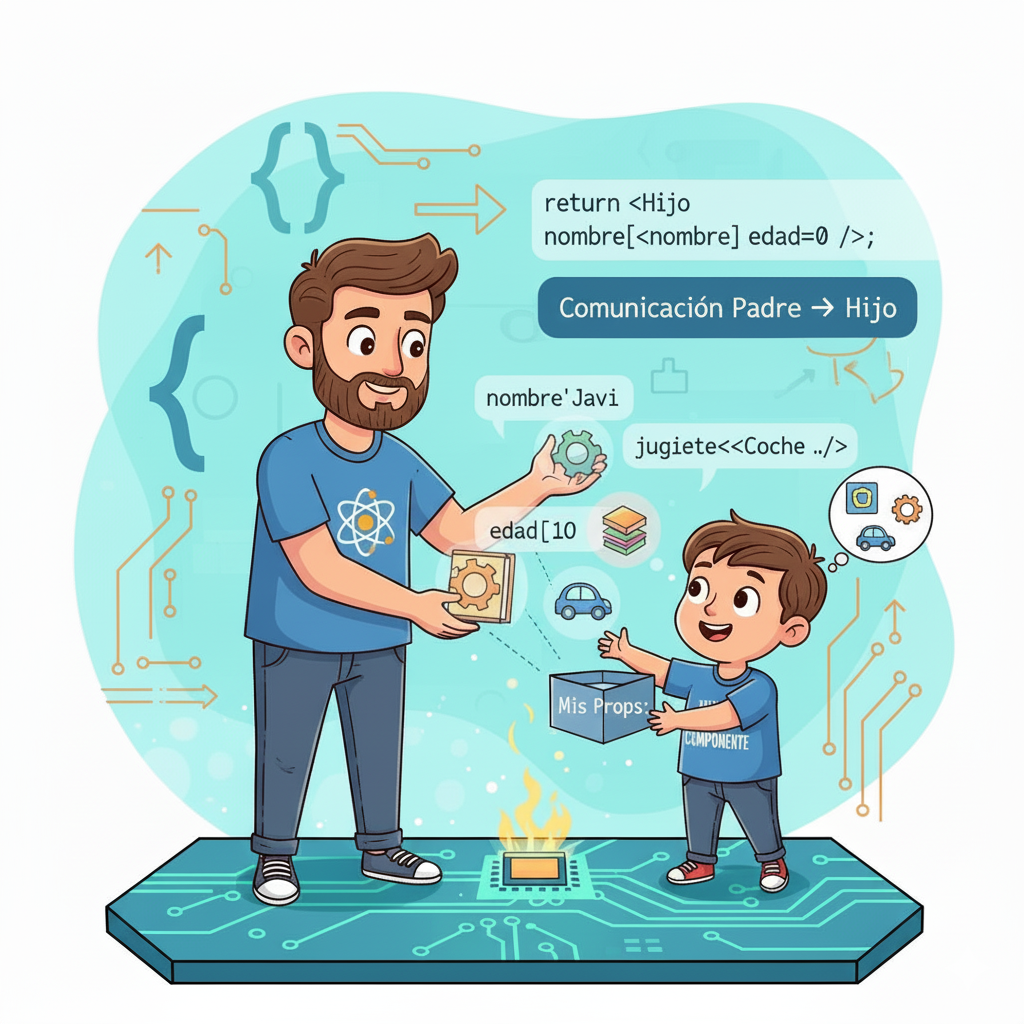 return <Hijo
nombre[<nombre] edad=0 />;
Comunicación Padre → Hijo
nombre'Javi
jugiete<<Coche ../>
edad[10
Mis Props:
COMPONENTE